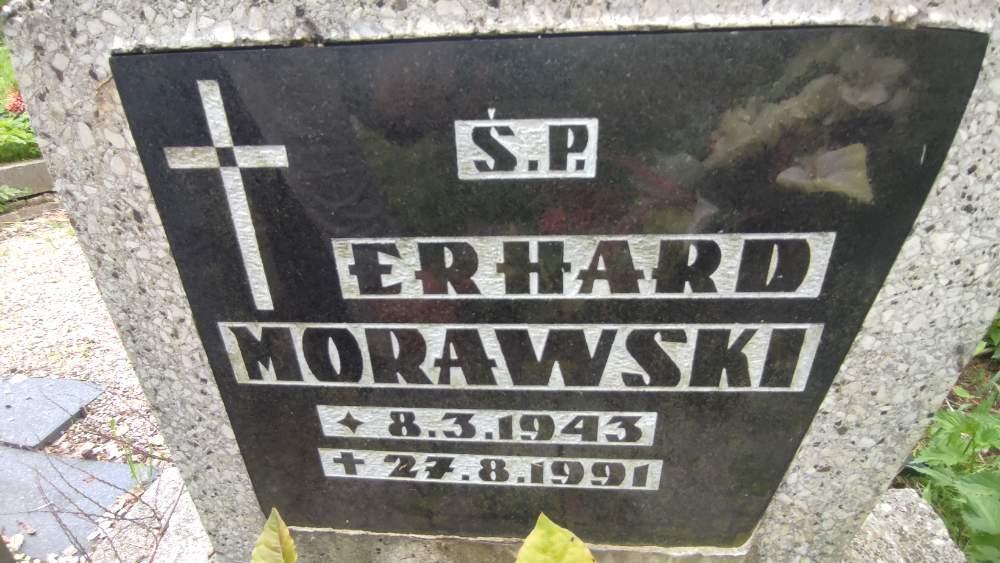 Ś.P.
ERHARD
MORAWSKI
✦ 8.3.1943
✝ 27.8.1991